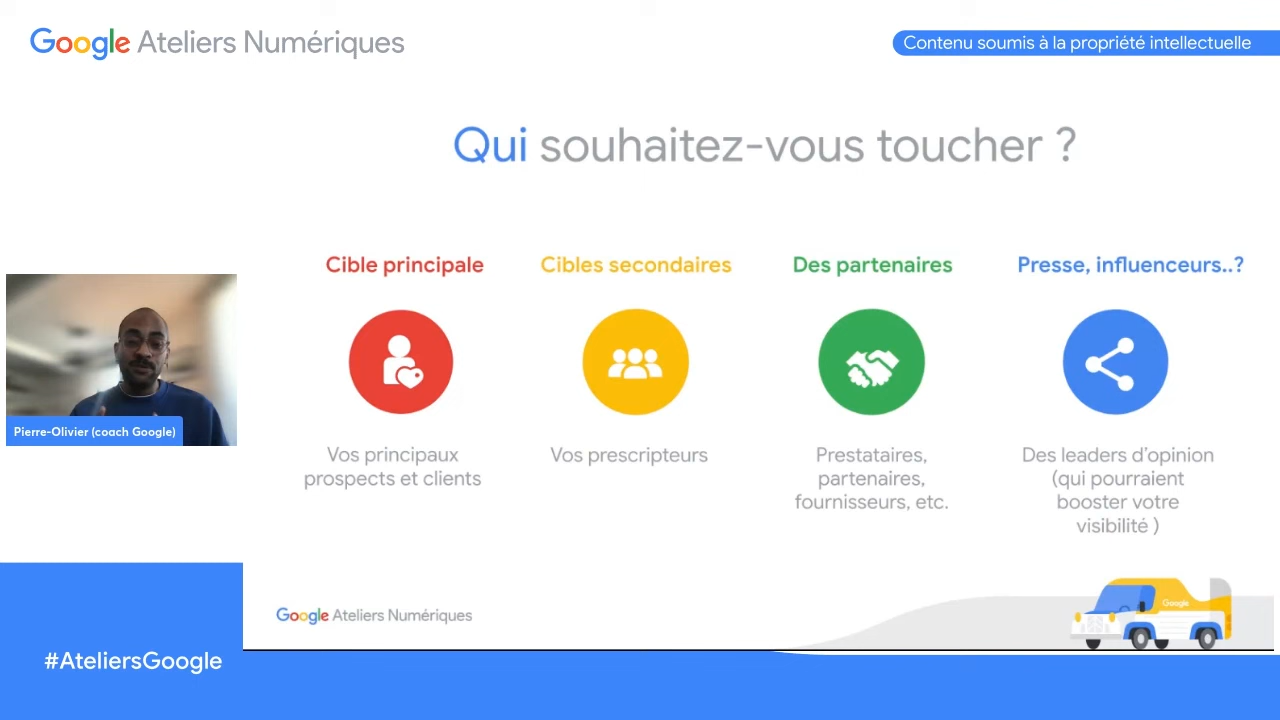 Google Ateliers Numériques
Contenu soumis à la propriété intellectuelle
Qui souhaitez-vous toucher ?
Cible principale
Vos principaux
prospects et clients
Cibles secondaires
Vos prescripteurs
Des partenaires
Prestataires,
partenaires,
fournisseurs, etc.
Presse, influenceurs..?
Des leaders d'opinion
(qui pourraient
booster votre
visibilité )
Pierre-Olivier (coach Google)
Google Ateliers Numériques
Google
#AteliersGoogle